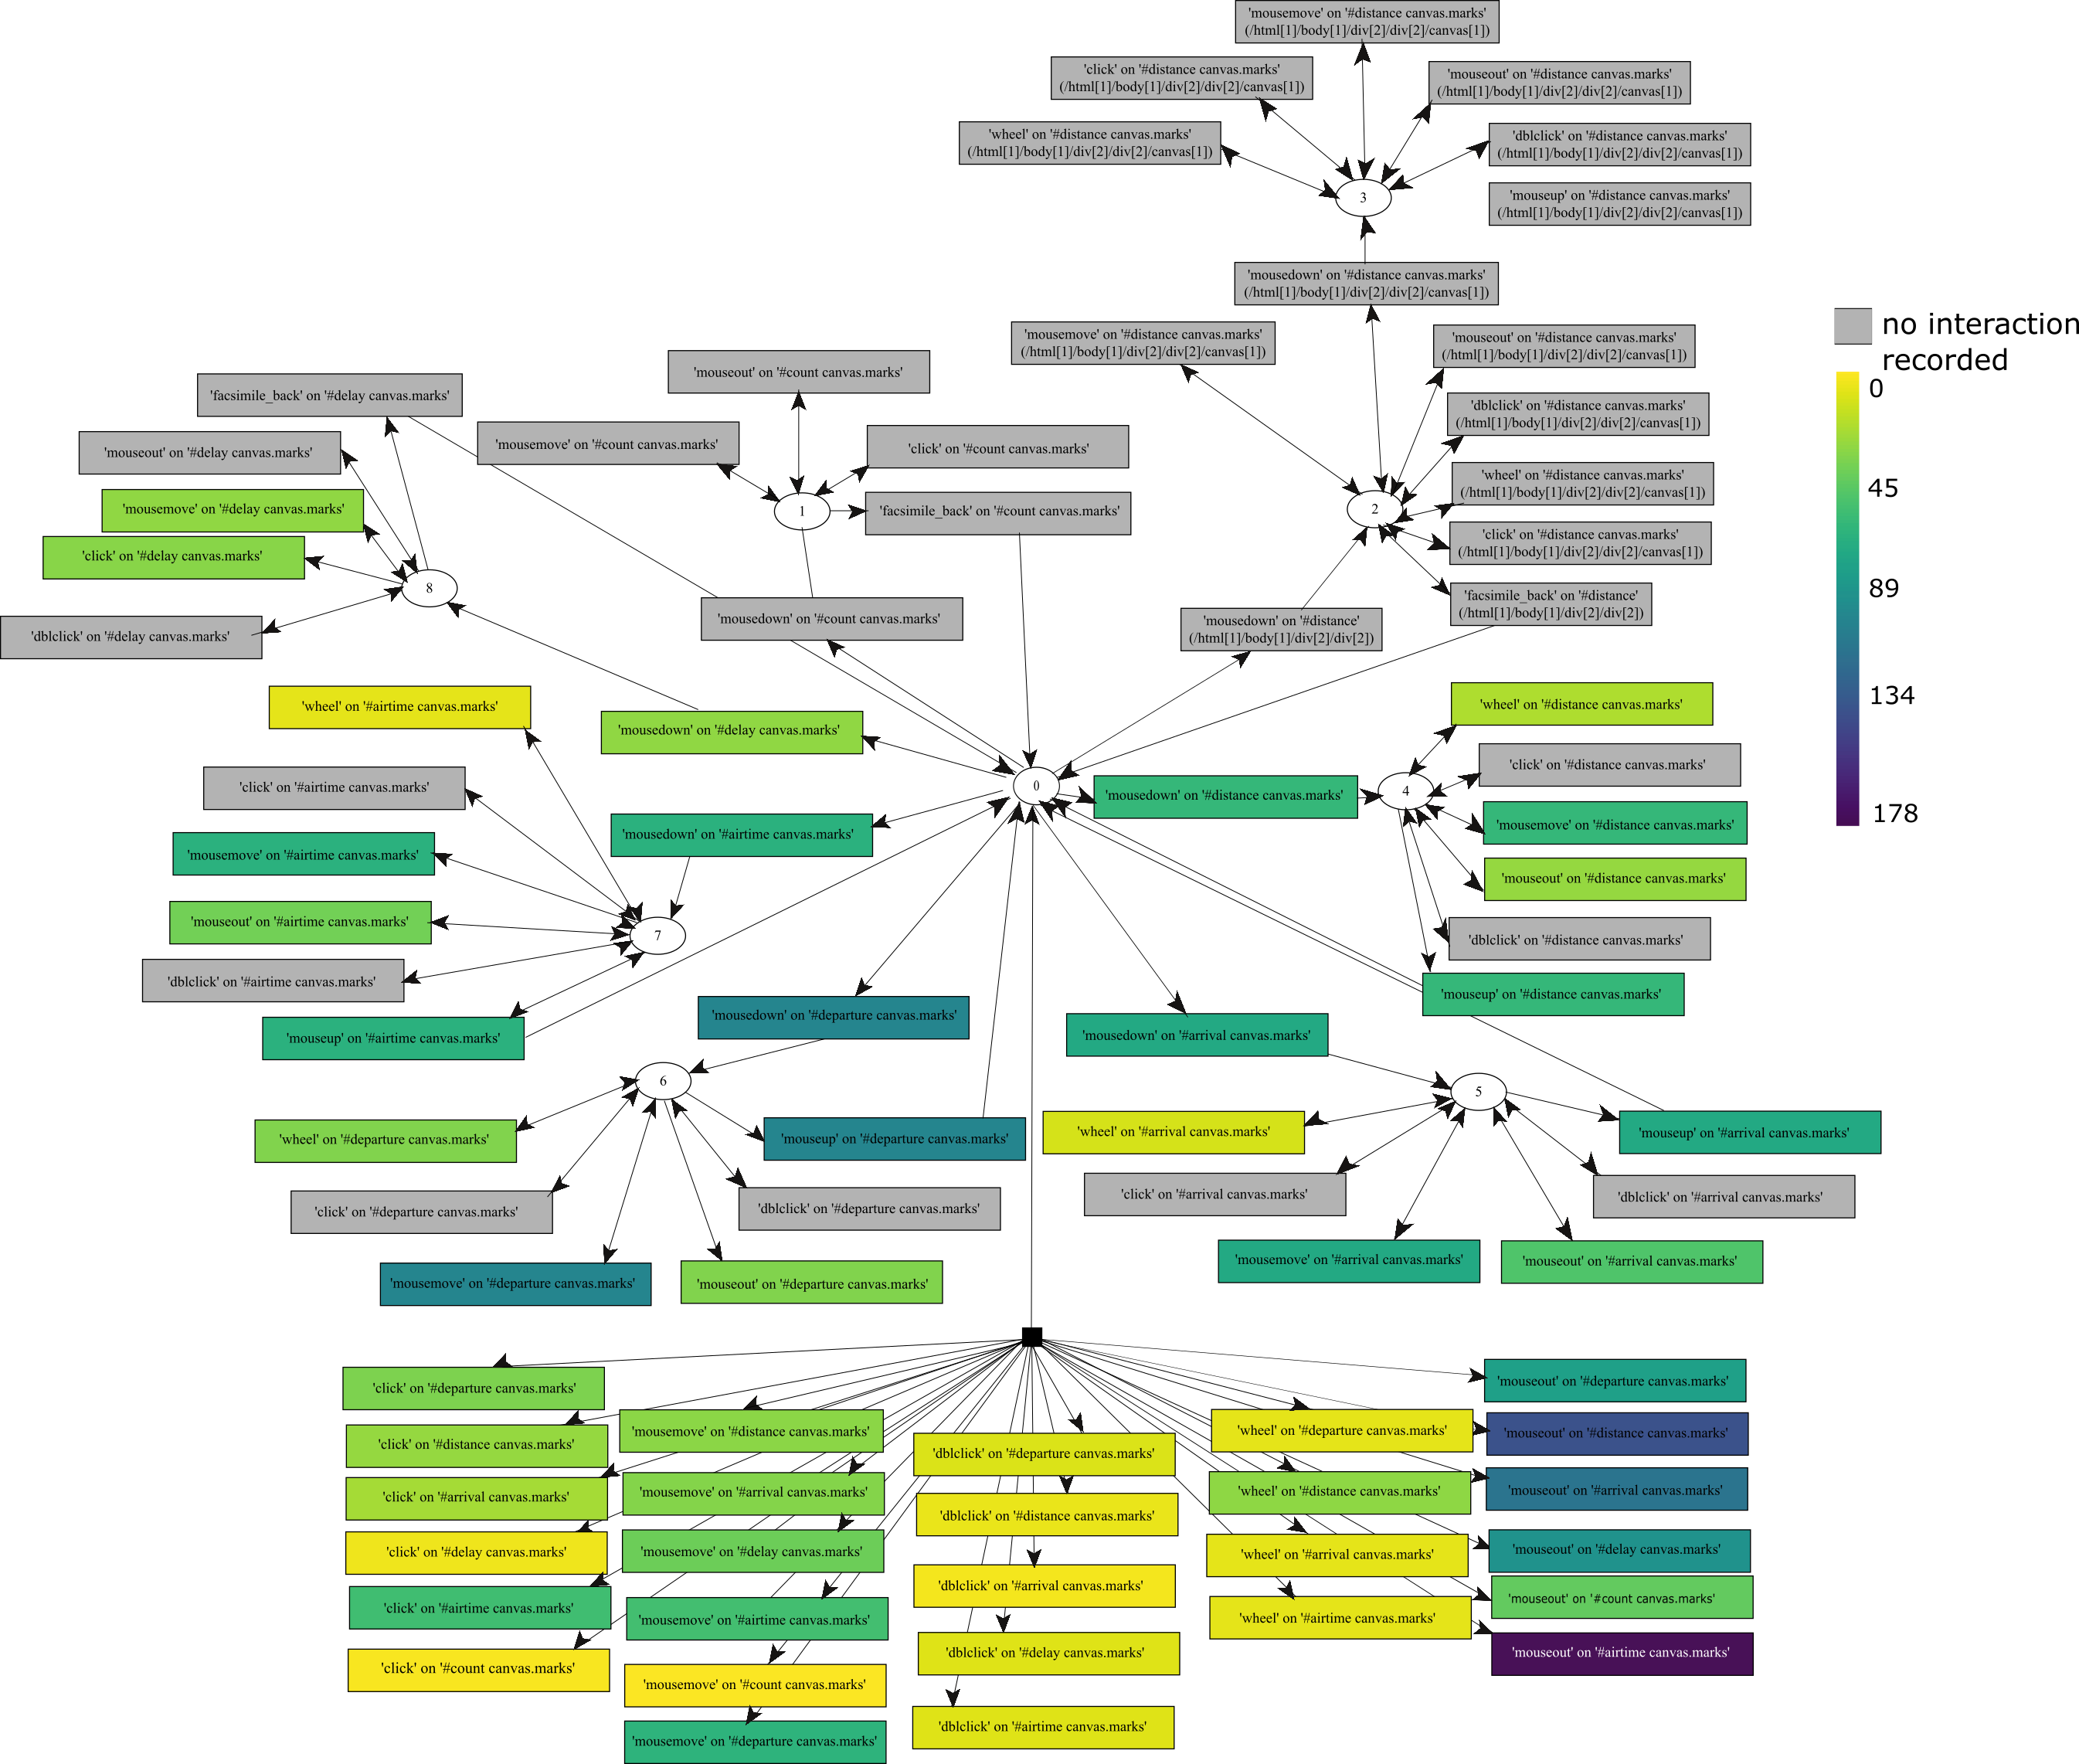 'mousemove' on '#distance canvas.marks'
(/html[1]/body[1]/div[2]/div[2]/canvas[1])
'click' on '#distance canvas.marks'
(/html[1]/body[1]/div[2]/div[2]/canvas[1])
'mouseout' on '#distance canvas.marks'
(/html[1]/body[1]/div[2]/div[2]/canvas[1])
'wheel' on '#distance canvas.marks'
(/html[1]/body[1]/div[2]/div[2]/canvas[1])
'dblclick' on '#distance canvas.marks'
(/html[1]/body[1]/div[2]/div[2]/canvas[1])
3
'mouseup' on '#distance canvas.marks'
(/html[1]/body[1]/div[2]/div[2]/canvas[1])
'mousedown' on '#distance canvas.marks'
(/html[1]/body[1]/div[2]/div[2]/canvas[1])
'mousemove' on '#distance canvas.marks'
(/html[1]/body[1]/div[2]/div[2]/canvas[1])
'mouseout' on '#distance canvas.marks'
(/html[1]/body[1]/div[2]/div[2]/canvas[1])
'dblclick' on '#distance canvas.marks'
(/html[1]/body[1]/div[2]/div[2]/canvas[1])
'wheel' on '#distance canvas.marks'
(/html[1]/body[1]/div[2]/div[2]/canvas[1])
2
'click' on '#distance canvas.marks'
(/html[1]/body[1]/div[2]/div[2]/canvas[1])
'facsimile_back' on '#distance'
(/html[1]/body[1]/div[2]/div[2])
'mousedown' on '#distance'
(/html[1]/body[1]/div[2]/div[2])
no interaction
recorded
0
45
89
134
178
'mouseout' on '#count canvas.marks'
'mousemove' on '#count canvas.marks'
'click' on '#count canvas.marks'
1
'facsimile_back' on '#count canvas.marks'
'mousedown' on '#count canvas.marks'
'facsimile_back' on '#delay canvas.marks'
'mouseout' on '#delay canvas.marks'
'mousemove' on '#delay canvas.marks'
'click' on '#delay canvas.marks'
8
'dblclick' on '#delay canvas.marks'
'mousedown' on '#delay canvas.marks'
0
'wheel' on '#airtime canvas.marks'
'click' on '#airtime canvas.marks'
'mousedown' on '#airtime canvas.marks'
'mousemove' on '#airtime canvas.marks'
'mouseout' on '#airtime canvas.marks'
7
'dblclick' on '#airtime canvas.marks'
'mouseup' on '#airtime canvas.marks'
'mousedown' on '#distance canvas.marks'
4
'wheel' on '#distance canvas.marks'
'click' on '#distance canvas.marks'
'mousemove' on '#distance canvas.marks'
'mouseout' on '#distance canvas.marks'
'dblclick' on '#distance canvas.marks'
'mouseup' on '#distance canvas.marks'
'mousedown' on '#departure canvas.marks'
6
'wheel' on '#departure canvas.marks'
'mouseup' on '#departure canvas.marks'
'click' on '#departure canvas.marks'
'dblclick' on '#departure canvas.marks'
'mousemove' on '#departure canvas.marks'
'mouseout' on '#departure canvas.marks'
'mousedown' on '#arrival canvas.marks'
5
'wheel' on '#arrival canvas.marks'
'mouseup' on '#arrival canvas.marks'
'click' on '#arrival canvas.marks'
'dblclick' on '#arrival canvas.marks'
'mousemove' on '#arrival canvas.marks'
'mouseout' on '#arrival canvas.marks'
'click' on '#departure canvas.marks'
'click' on '#distance canvas.marks'
'click' on '#arrival canvas.marks'
'click' on '#delay canvas.marks'
'click' on '#airtime canvas.marks'
'click' on '#count canvas.marks'
'mousemove' on '#distance canvas.marks'
'mousemove' on '#arrival canvas.marks'
'mousemove' on '#delay canvas.marks'
'mousemove' on '#airtime canvas.marks'
'mousemove' on '#count canvas.marks'
'mousemove' on '#departure canvas.marks'
'dblclick' on '#departure canvas.marks'
'dblclick' on '#distance canvas.marks'
'dblclick' on '#arrival canvas.marks'
'dblclick' on '#delay canvas.marks'
'dblclick' on '#airtime canvas.marks'
'wheel' on '#departure canvas.marks'
'wheel' on '#distance canvas.marks'
'wheel' on '#arrival canvas.marks'
'wheel' on '#airtime canvas.marks'
'mouseout' on '#departure canvas.marks'
'mouseout' on '#distance canvas.marks'
'mouseout' on '#arrival canvas.marks'
'mouseout' on '#delay canvas.marks'
'mouseout' on '#count canvas.marks'
'mouseout' on '#airtime canvas.marks'